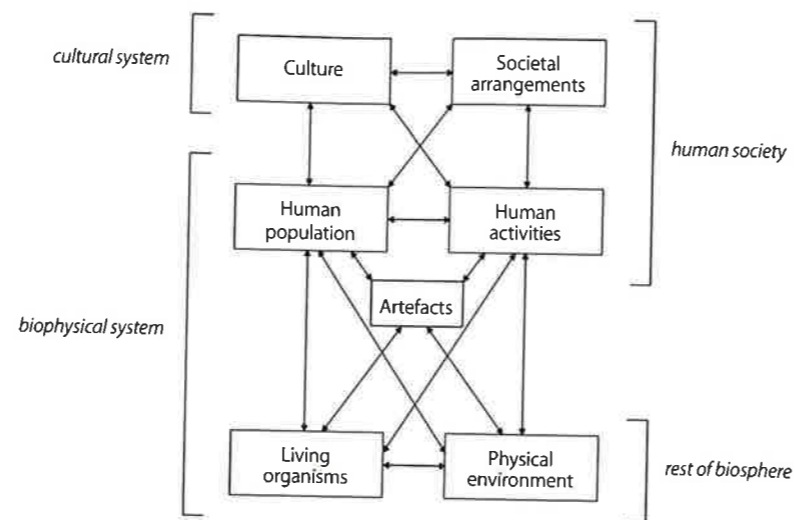 cultural system
Culture
Societal
arrangements
human society
Human
population
Human
activities
Artefacts
biophysical system
Living
organisms
Physical
environment
rest of biosphere